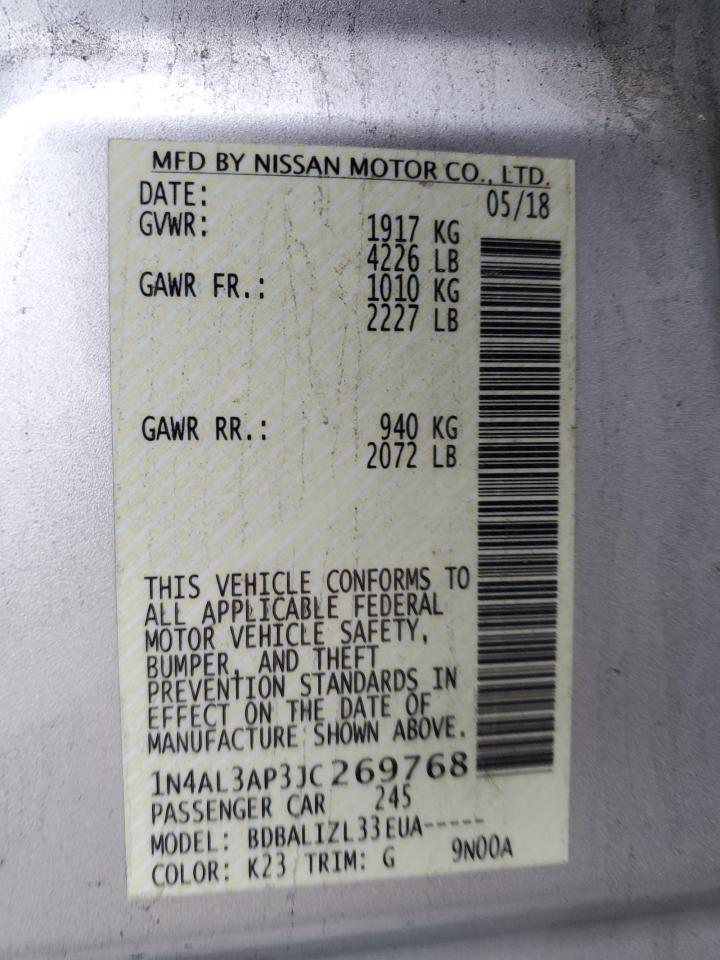 MFD BY NISSAN MOTOR CO., LTD.
DATE: 05/18
GVWR: 1917 KG
4226 LB
GAWR FR.: 1010 KG
2227 LB
GAWR RR.: 940 KG
2072 LB
THIS VEHICLE CONFORMS TO
ALL APPLICABLE FEDERAL
MOTOR VEHICLE SAFETY,
BUMPER, AND THEFT
PREVENTION STANDARDS IN
EFFECT ON THE DATE OF
MANUFACTURE SHOWN ABOVE.
1N4AL3AP3JC269768
PASSENGER CAR 245
MODEL: BDBALIZL33EUA-----
COLOR: K23 TRIM: G 9N00A